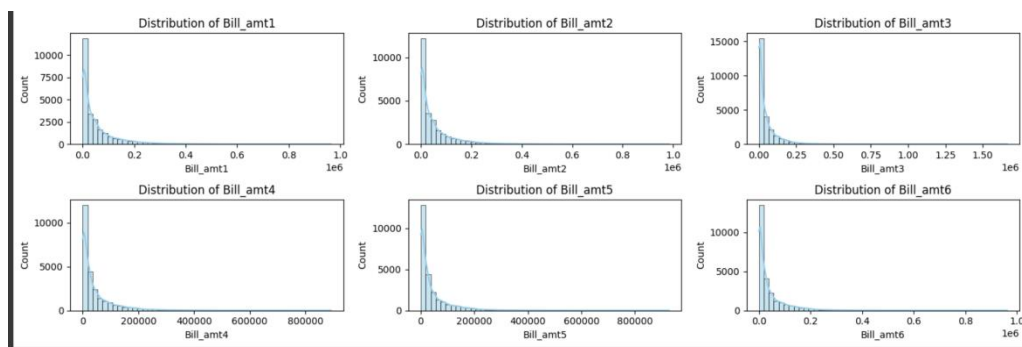 Distribution of Bill_amt1
10000
7500
5000
2500
0
Count
0.0 0.2 0.4 0.6 0.8 1.0
1e6
Bill_amt1
Distribution of Bill_amt2
10000
5000
0
Count
0.0 0.2 0.4 0.6 0.8 1.0
1e6
Bill_amt2
Distribution of Bill_amt3
15000
10000
5000
0
Count
0.00 0.25 0.50 0.75 1.00 1.25 1.50
1e6
Bill_amt3
Distribution of Bill_amt4
10000
5000
0
Count
0 200000 400000 600000 800000
Bill_amt4
Distribution of Bill_amt5
10000
5000
0
Count
0 200000 400000 600000 800000
Bill_amt5
Distribution of Bill_amt6
10000
5000
0
Count
0.0 0.2 0.4 0.6 0.8 1.0
1e6
Bill_amt6